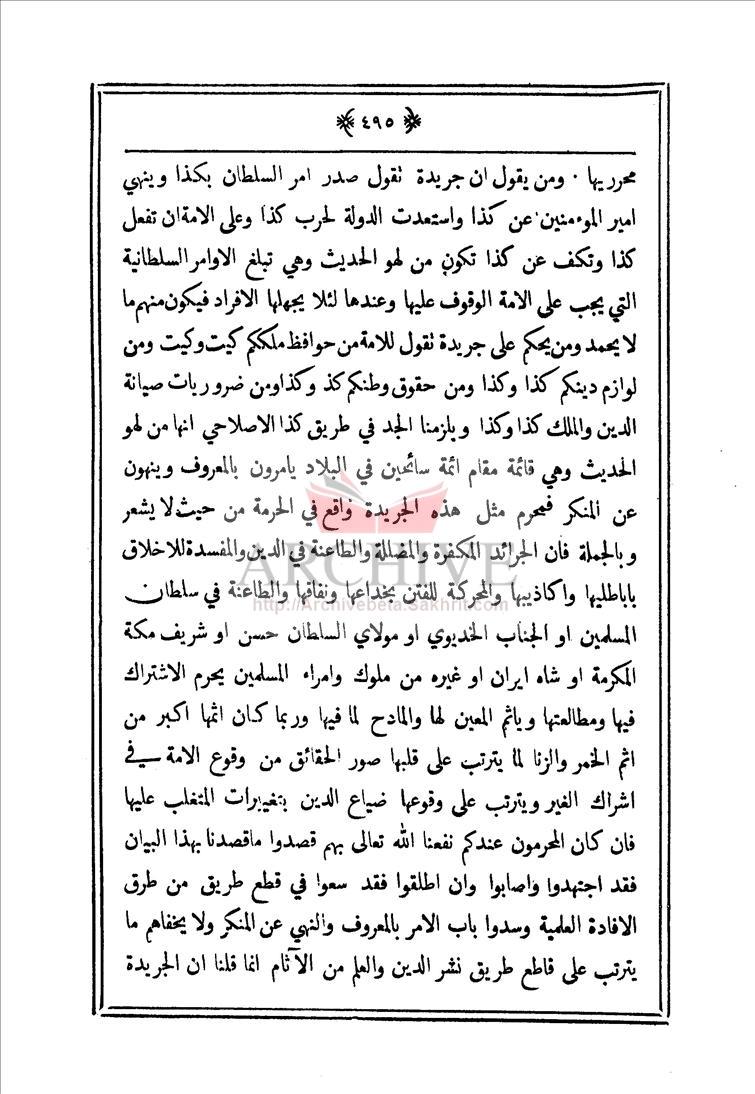 ﴿ ٤٩٥ ﴾
محرريها ٠ ومن يقول ان جريدة تقول صدر امر السلطان بكذا وينهي
امير المؤمنين عن كذا واستعدت الدولة لحرب كذا وعلى الامة ان تفعل
كذا وتكف عن كذا تكون من لهو الحديث وهي تبلغ الاوامر السلطانية
التي يجب على الامة الوقوف عليها وعندها لئلا يجهلها الافراد فيكون منهم ما
لا يحمد ومن يحكم على جريدة تقول للامة من حوافظ ملككم كيت وكيت ومن
لوازم دينكم كذا وكذا ومن حقوق وطنكم كذ وكذا ومن ضروريات صيانة
الدين والملك كذا وكذا ويلزمنا الجد في طريق كذا الاصلاحي انها من لهو
الحديث وهي قائمة مقام ائمة سائحين في البلاد يامرون بالمعروف وينهون
عن المنكر فمحرم مثل هذه الجريدة واقع في الحرمة من حيث لا يشعر
وبالجملة فان الجرائد المكفرة والمضللة والطاعنة في الدين والمفسدة للاخلاق
باباطليها واكاذيبها والمحركة للفتن بخداعها ونفاقها والطاعنة في سلطان
المسلمين او الجناب الخديوي او مولاي السلطان حسن او شريف مكة
المكرمة او شاه ايران او غيره من ملوك وامراء المسلمين يحرم الاشتراك
فيها ومطالعتها وياثم المعين لها والمادح لما فيها وربما كان اثمها اكبر من
اثم الخمر والزنا لما يترتب على قلبها صور الحقائق من وقوع الامة في
اشراك الغير ويترتب على وقوعها ضياع الدين بتغييرات المتغلب عليها
فان كان المحرمون عندكم نفعنا الله تعالى بهم قصدوا ما قصدنا بهذا البيان
فقد اجتهدوا واصابوا وان اطلقوا فقد سعوا في قطع طريق من طرق
الافادة العلمية وسدوا باب الامر بالمعروف والنهي عن المنكر ولا يخفاهم ما
يترتب على قاطع طريق نشر الدين والعلم من الآثام انما قلنا ان الجريدة
ARCHIVE
http://Archivebeta.Sakhrit.com